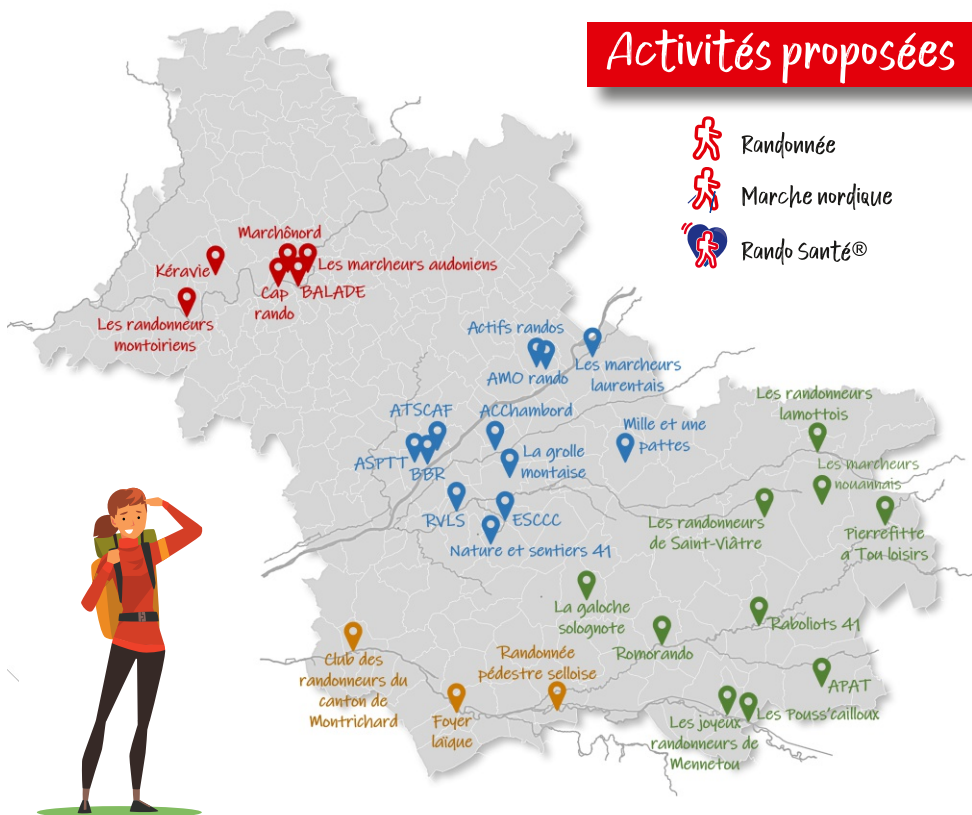 Activités proposées
Randonnée
Marche nordique
Rando Santé®
Marchônord
Kéravie
Les marcheurs audoniens
Cap
rando
BALADE
Les randonneurs
montoiriens
Actifs randos
AMO rando
Les marcheurs
laurentais
ATSCAF
ACChambord
Mille et une
pattes
ASPTT
BBR
La grolle
montaise
RVLS
ESCCC
Nature et sentiers 41
Les randonneurs
lamottois
Les marcheurs
nouannais
Les randonneurs
de Saint-Viâtre
Pierrefitte
a Tou loisirs
La galoche
solognote
Raboliots 41
Romorando
APAT
Les Pouss'cailloux
Les joyeux
randonneurs de
Mennetou
Randonnée
pédestre selloise
Club des
randonneurs du
canton de
Montrichard
Foyer
laïque